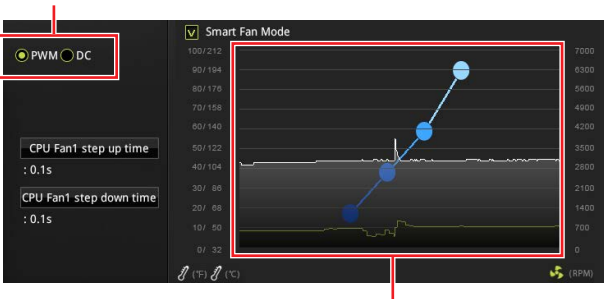 V Smart Fan Mode
PWM DC
100/212 7000
90/194 6300
80/176 5600
70/158 4900
60/140 4200
50/122 3500
40/104 2800
30/ 86 2100
20/ 68 1400
10/ 50 700
0/ 32 0
CPU Fan1 step up time
: 0.1s
CPU Fan1 step down time
: 0.1s
(°F) (°C) (RPM)